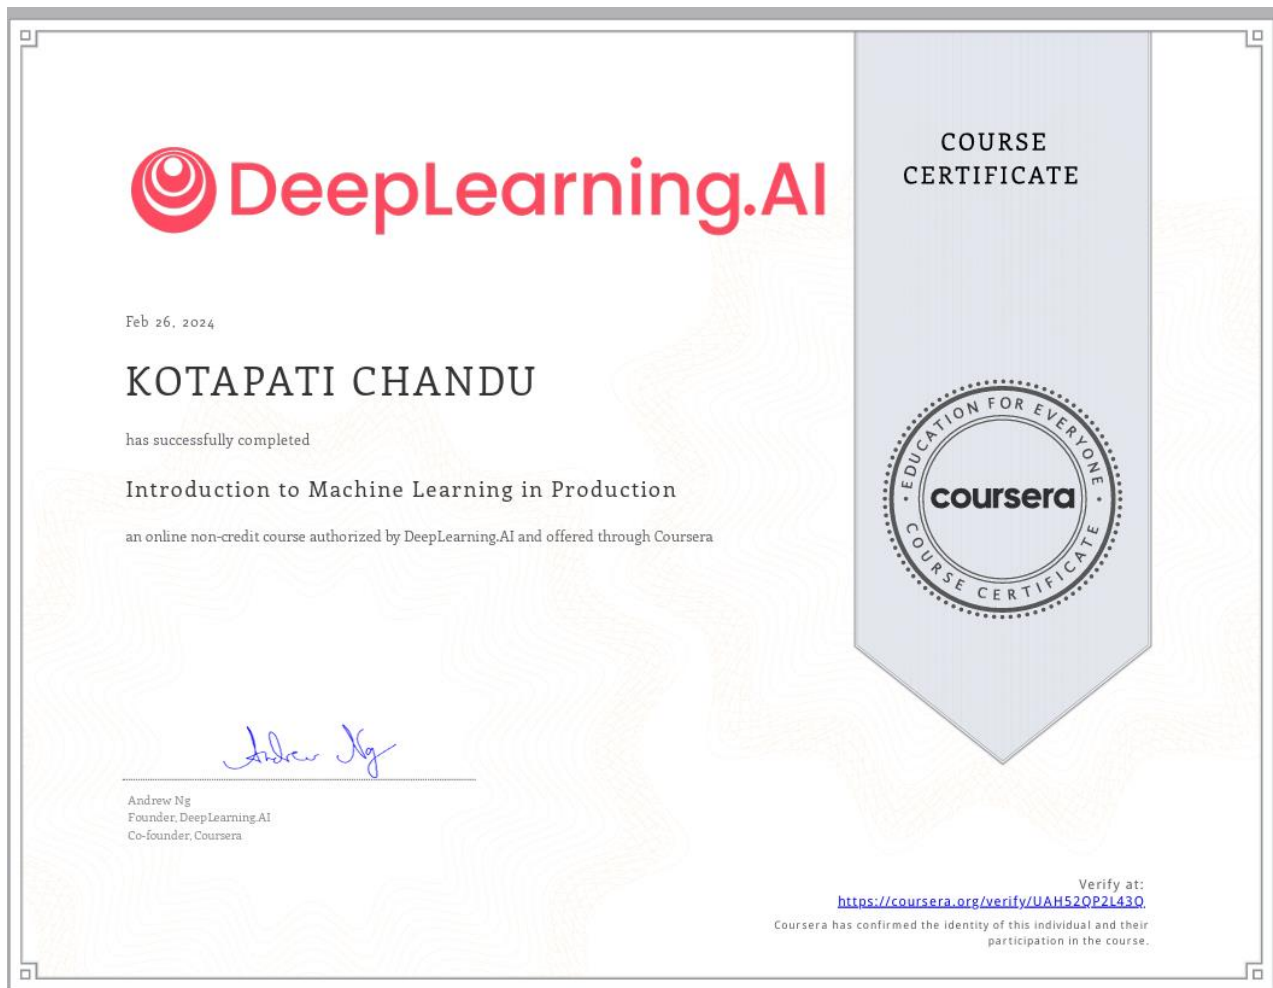 DeepLearning.AI
COURSE
CERTIFICATE
Feb 26, 2024
KOTAPATI CHANDU
has successfully completed
Introduction to Machine Learning in Production
an online non-credit course authorized by DeepLearning.AI and offered through Coursera
EDUCATION FOR EVERYONE
coursera
COURSE CERTIFICATE
Andrew Ng
Andrew Ng
Founder, DeepLearning.AI
Co-founder, Coursera
Verify at:
https://coursera.org/verify/UAH52QP2L43Q
Coursera has confirmed the identity of this individual and their
participation in the course.